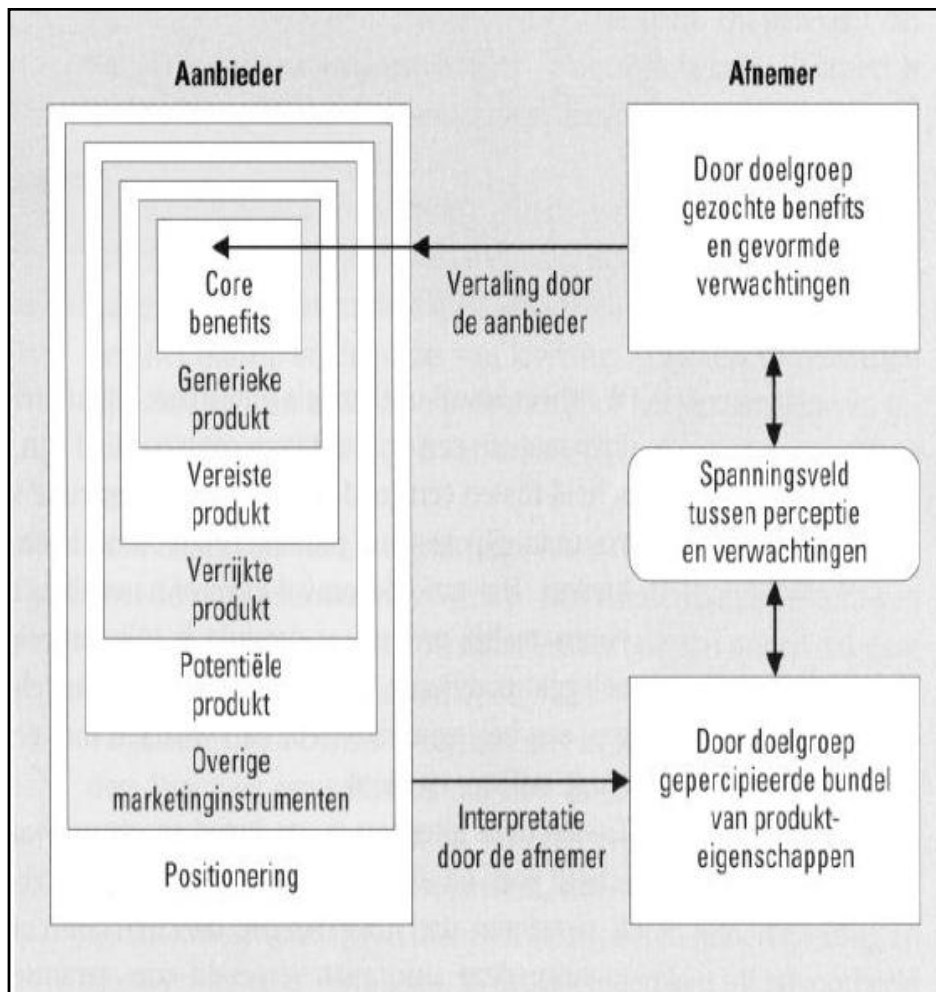 Aanbieder
Core
benefits
Generieke
produkt
Vereiste
produkt
Verrijkte
produkt
Potentiële
produkt
Overige
marketinginstrumenten
Positionering
Vertaling door
de aanbieder
Interpretatie
door de afnemer
Afnemer
Door doelgroep
gezochte benefits
en gevormde
verwachtingen
Spanningsveld
tussen perceptie
en verwachtingen
Door doelgroep
gepercipieerde bundel
van produkt-
eigenschappen